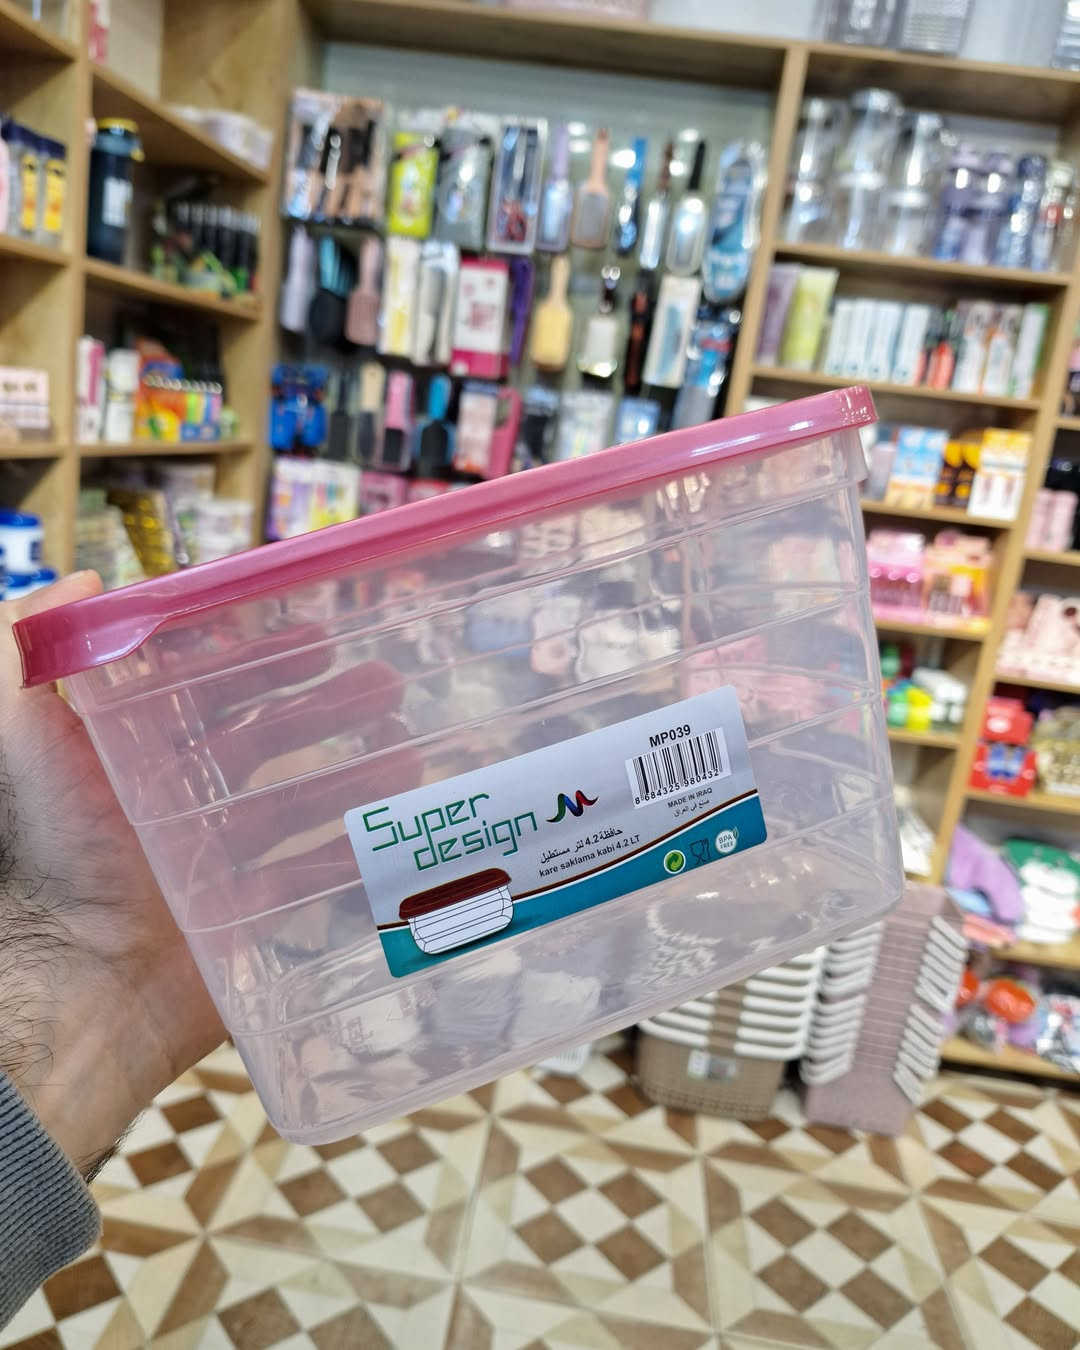 Super
design
MP039
8 684325 980432
MADE IN IRAQ
صنع في العراق
حافظة 4.2 لتر مستطيل
kare saklama kabi 4.2 LT
BPA
FREE